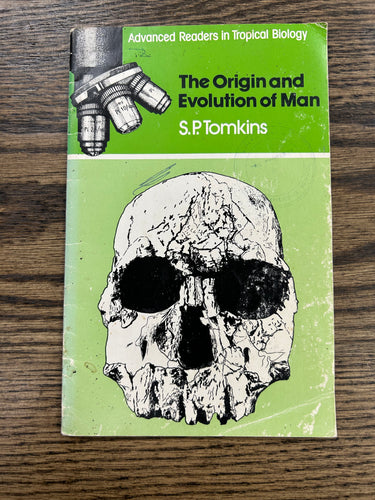 Advanced Readers in Tropical Biology
The Origin and
Evolution of Man
S.P. Tomkins